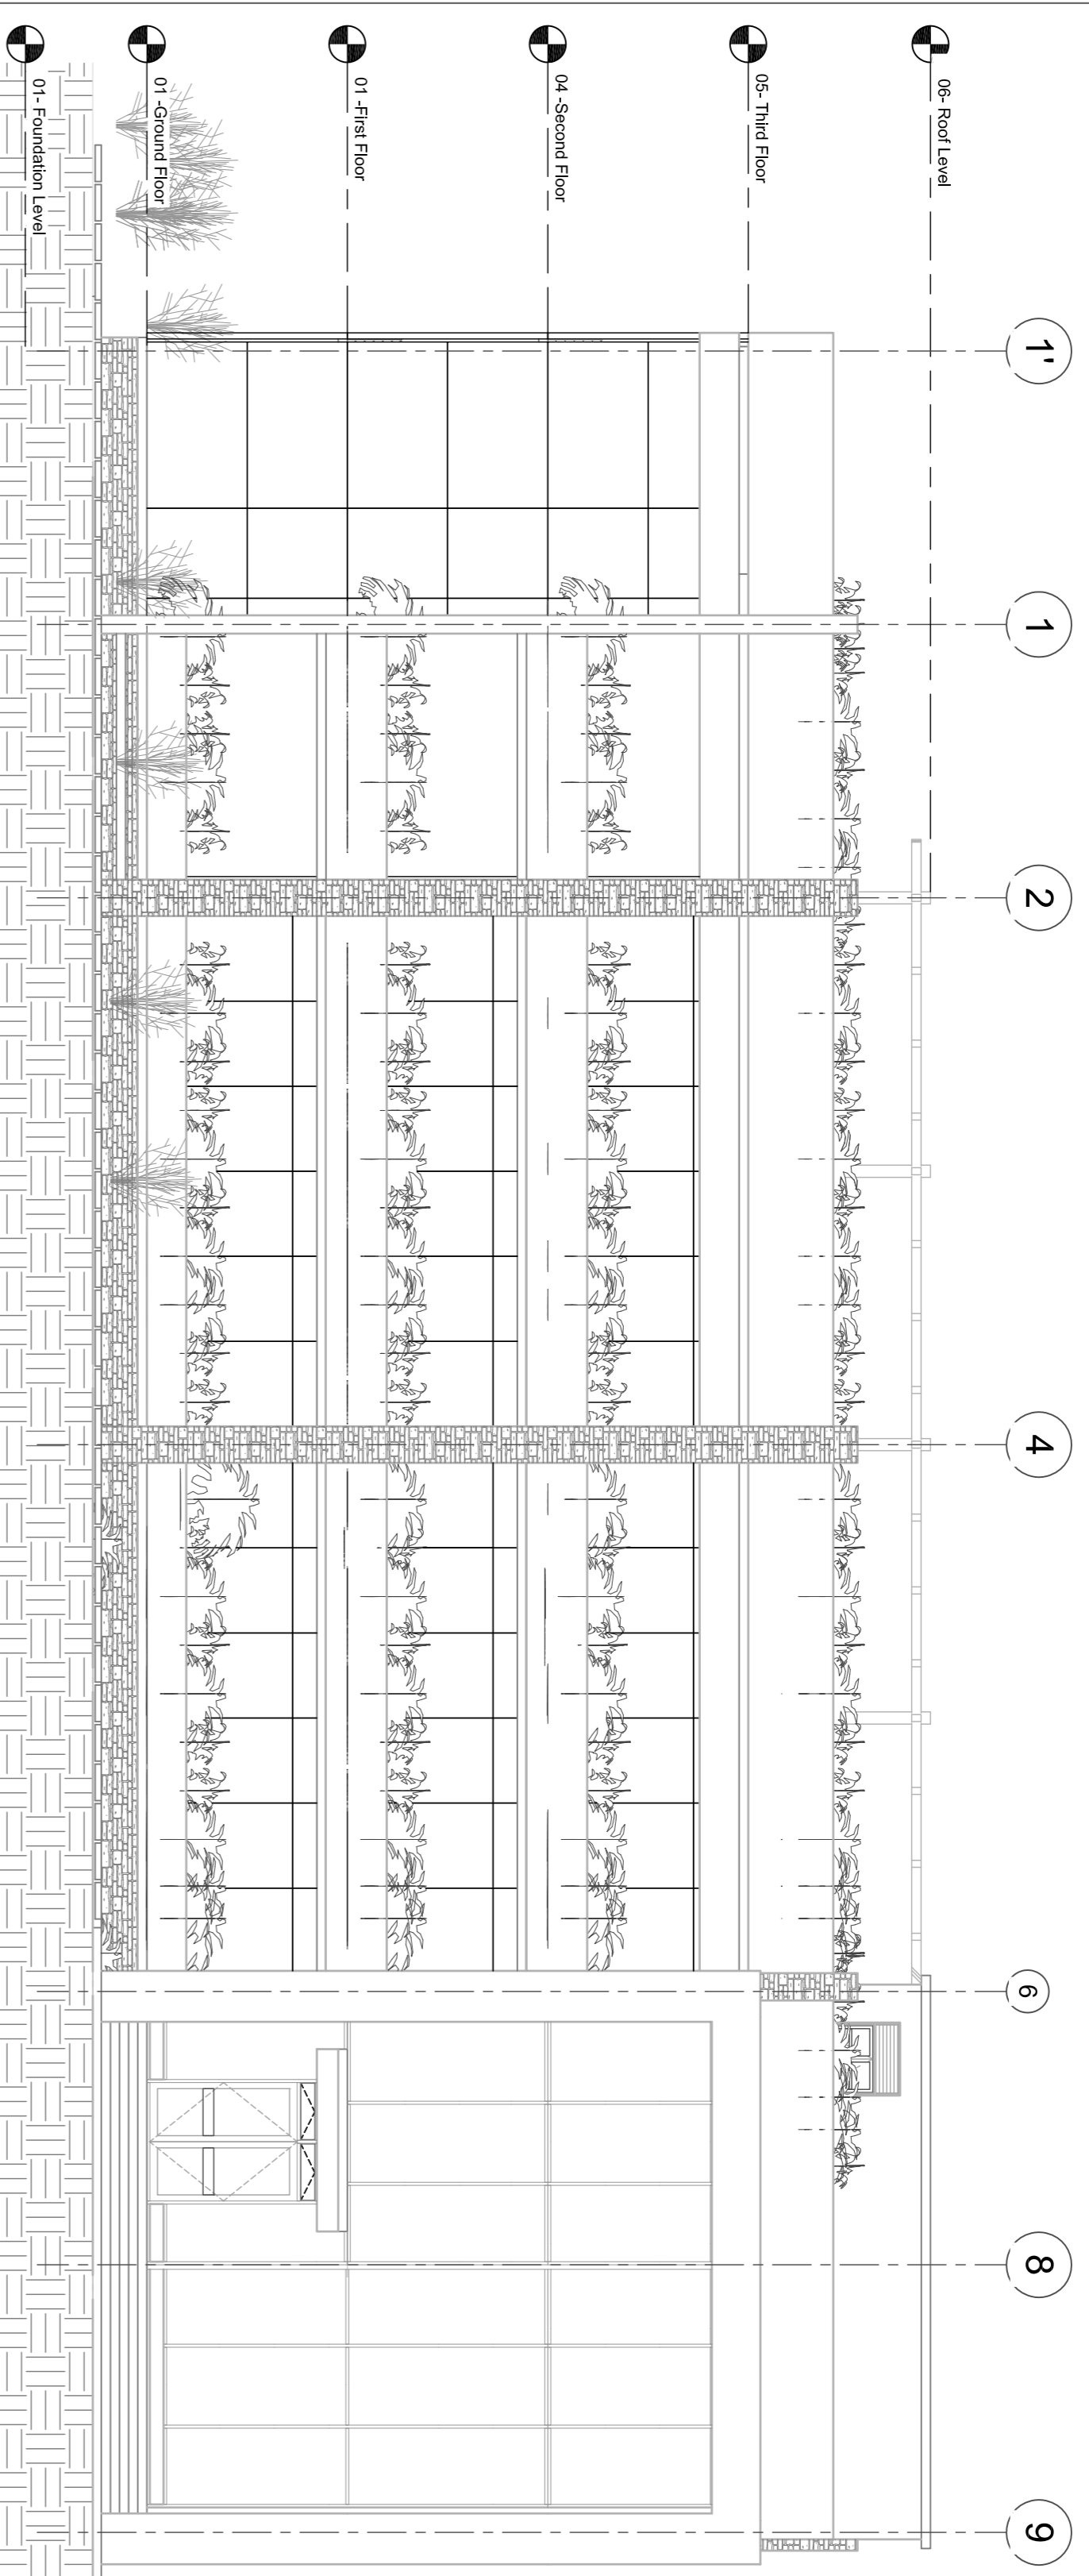 1'
1
2
4
6
8
9
06- Roof Level
05- Third Floor
04 -Second Floor
01 -First Floor
01 -Ground Floor
01- Foundation Level